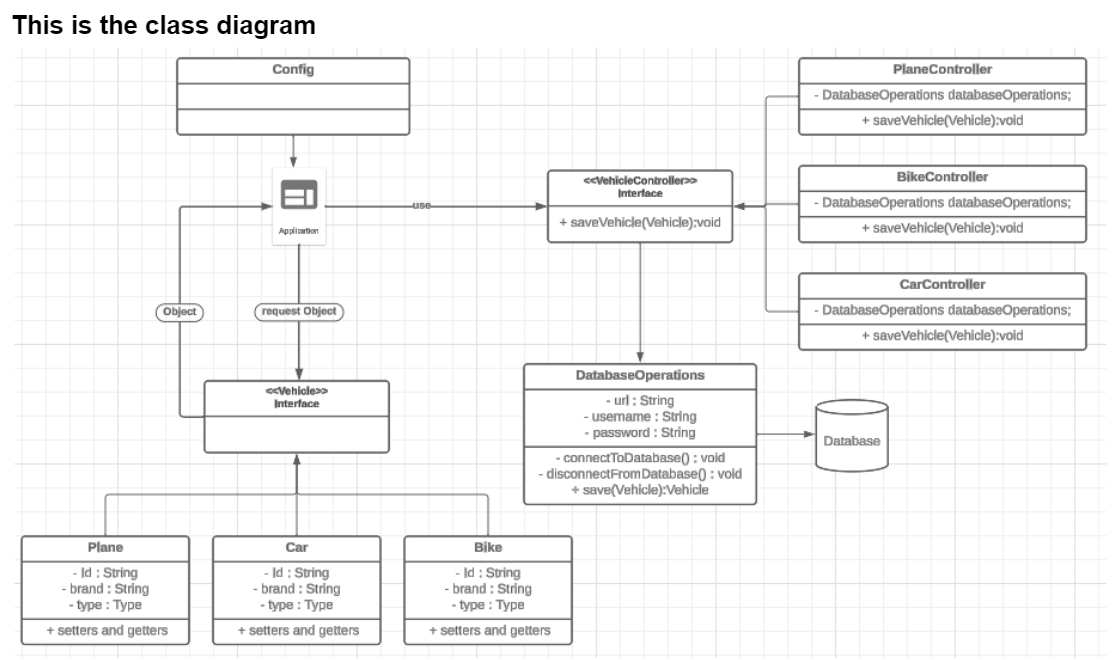 This is the class diagram
Config
Application
use
Object
request Object
<<Vehicle>>
Interface
Plane
- Id : String
- brand : String
- type : Type
+ setters and getters
Car
- Id : String
- brand : String
- type : Type
+ setters and getters
Bike
- Id : String
- brand : String
- type : Type
+ setters and getters
<<VehicleController>>
Interface
+ saveVehicle(Vehicle):void
PlaneController
- DatabaseOperations databaseOperations;
+ saveVehicle(Vehicle):void
BikeController
- DatabaseOperations databaseOperations;
+ saveVehicle(Vehicle):void
CarController
- DatabaseOperations databaseOperations;
+ saveVehicle(Vehicle):void
DatabaseOperations
- url : String
- username : String
- password : String
- connectToDatabase() : void
- disconnectFromDatabase() : void
+ save(Vehicle):Vehicle
Database